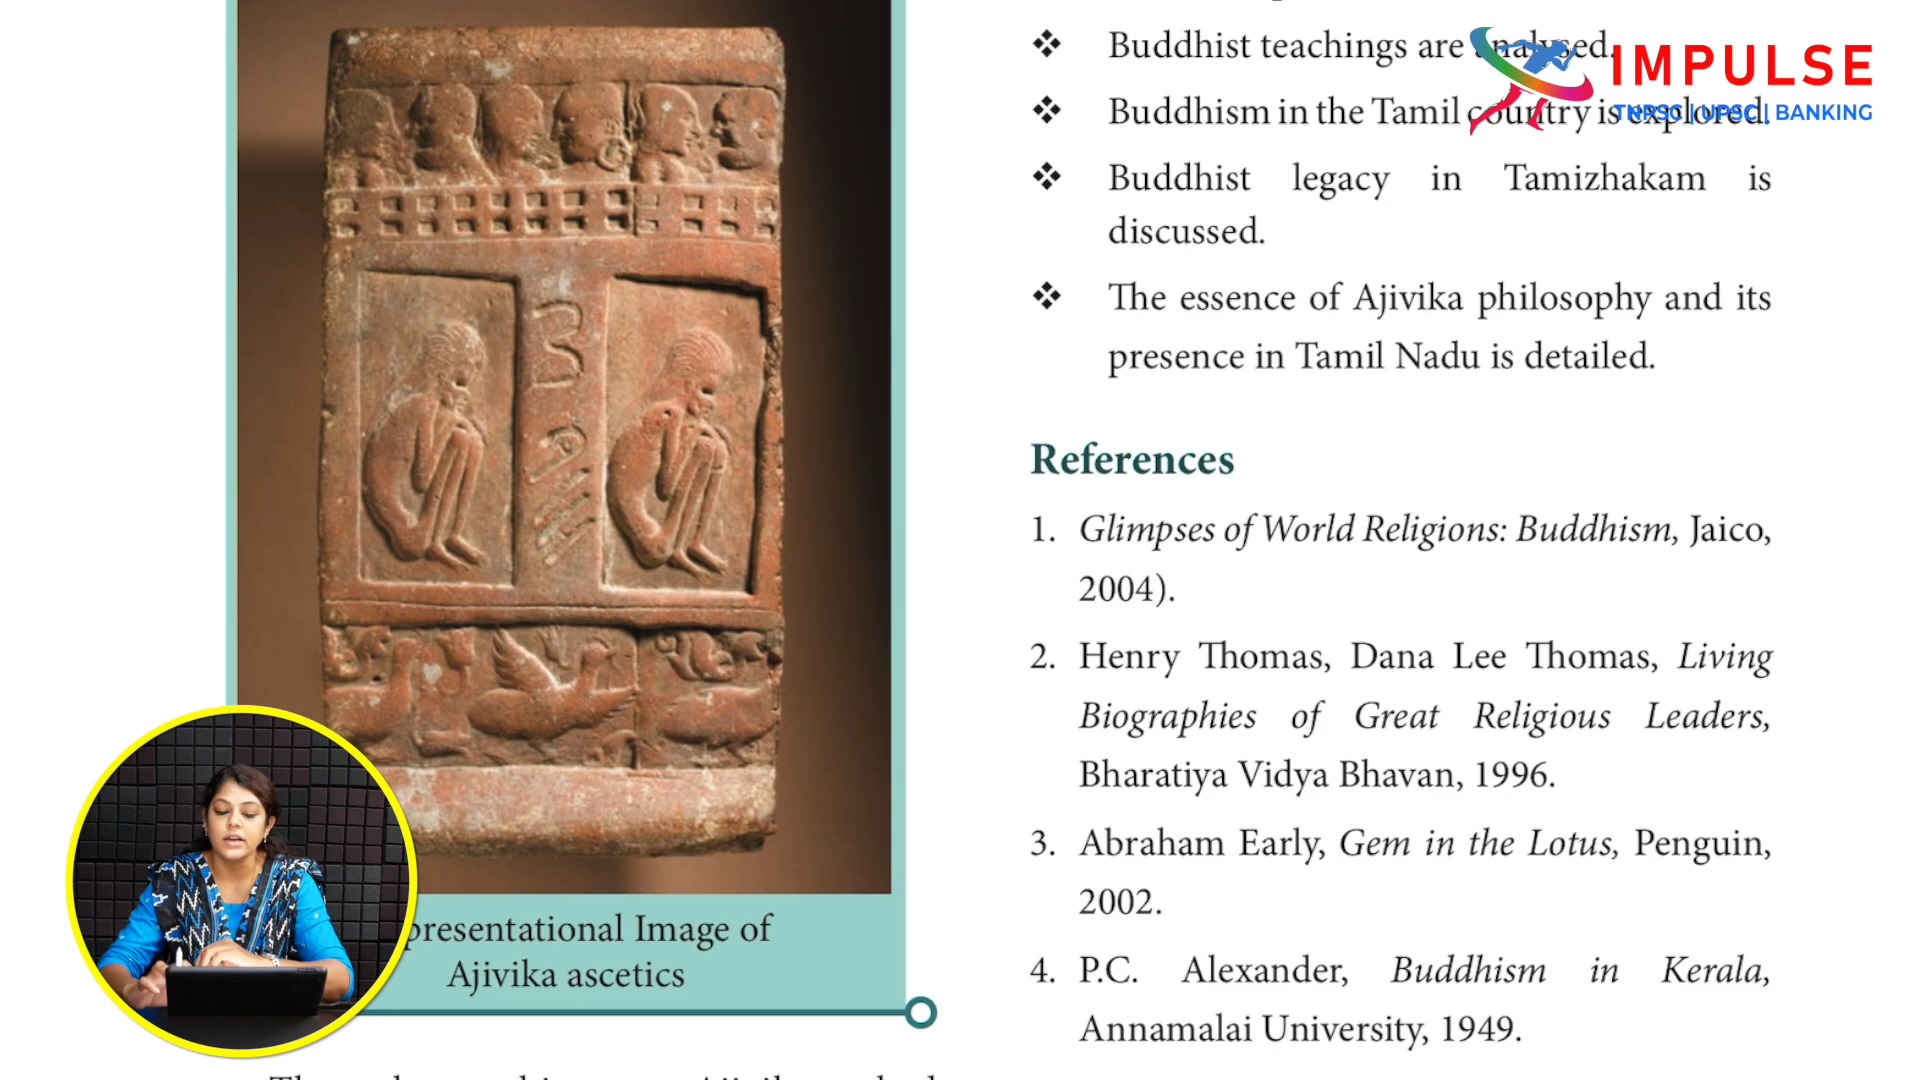 Buddhist teachings are analysed.
Buddhism in the Tamil country is explored.
Buddhist legacy in Tamizhakam is
discussed.
The essence of Ajivika philosophy and its
presence in Tamil Nadu is detailed.
References
1. Glimpses of World Religions: Buddhism, Jaico,
2004).
2. Henry Thomas, Dana Lee Thomas, Living
Biographies of Great Religious Leaders,
Bharatiya Vidya Bhavan, 1996.
3. Abraham Early, Gem in the Lotus, Penguin,
2002.
4. P.C. Alexander, Buddhism in Kerala,
Annamalai University, 1949.
presentational Image of
Ajivika ascetics
IMPULSE
TNPSC | UPSC | BANKING